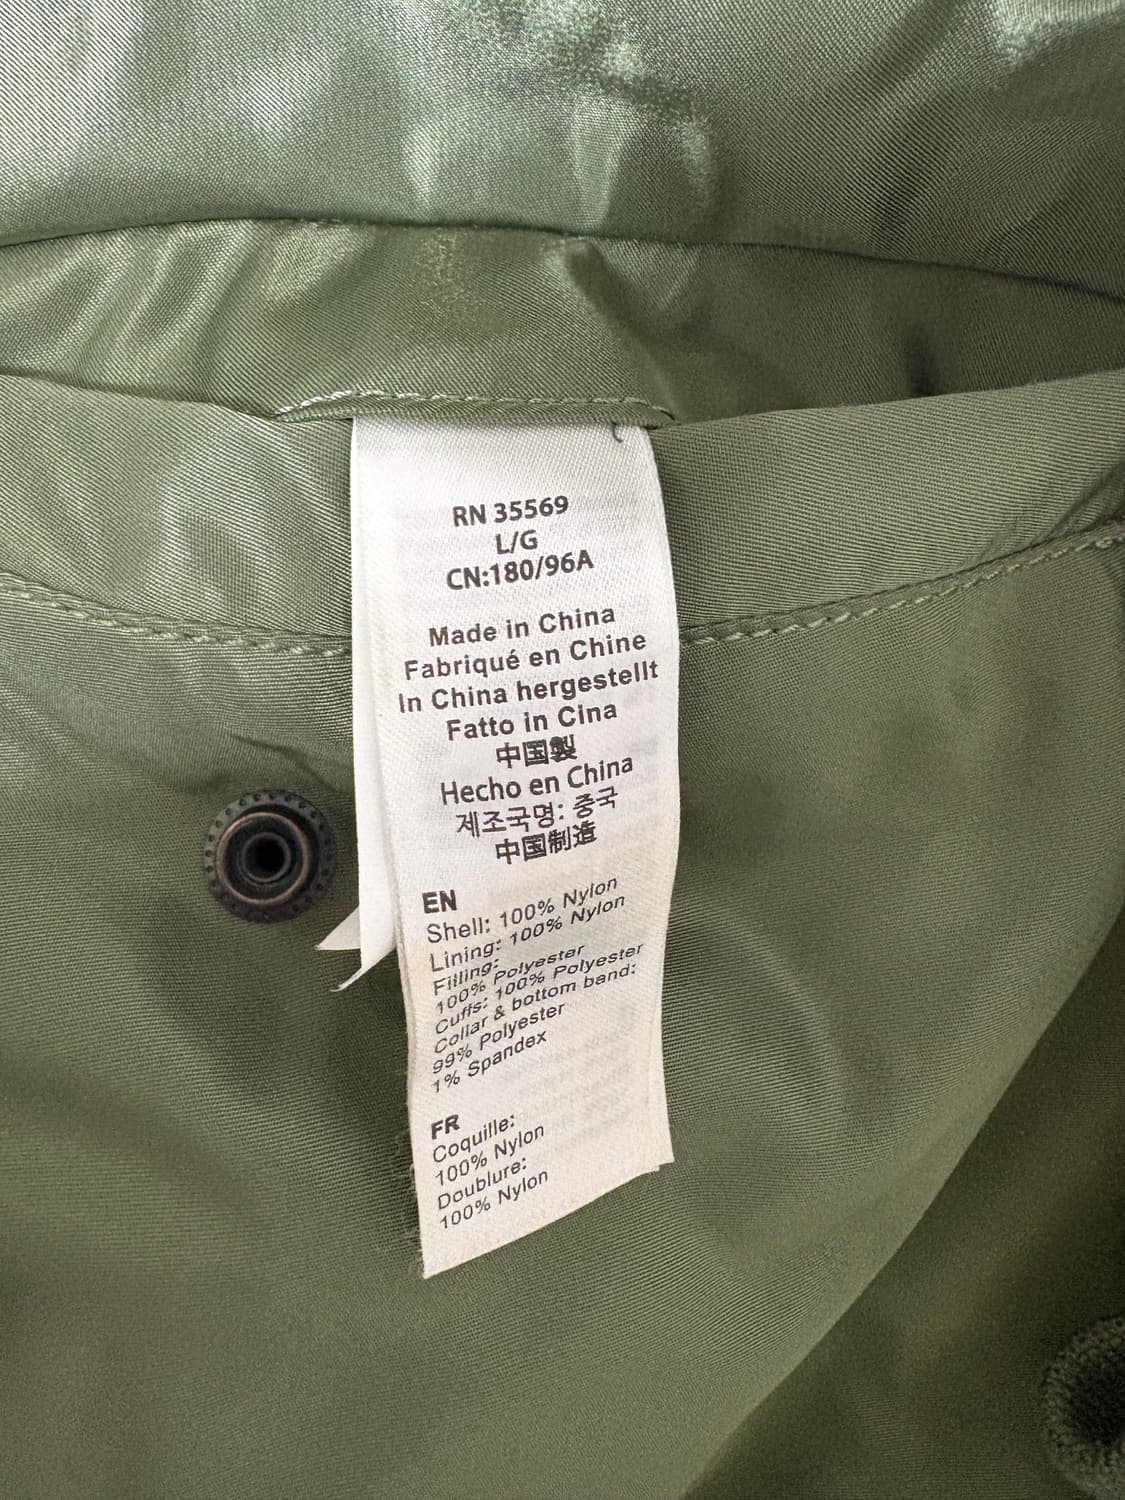 RN 35569
L/G
CN:180/96A
Made in China
Fabriqué en Chine
In China hergestellt
Fatto in Cina
中国製
Hecho en China
제조국명: 중국
中国制造
EN
Shell: 100% Nylon
Lining: 100% Nylon
Filling:
100% Polyester
Cuffs: 100% Polyester
Collar & bottom band:
99% Polyester
1% Spandex
FR
Coquille:
100% Nylon
Doublure:
100% Nylon